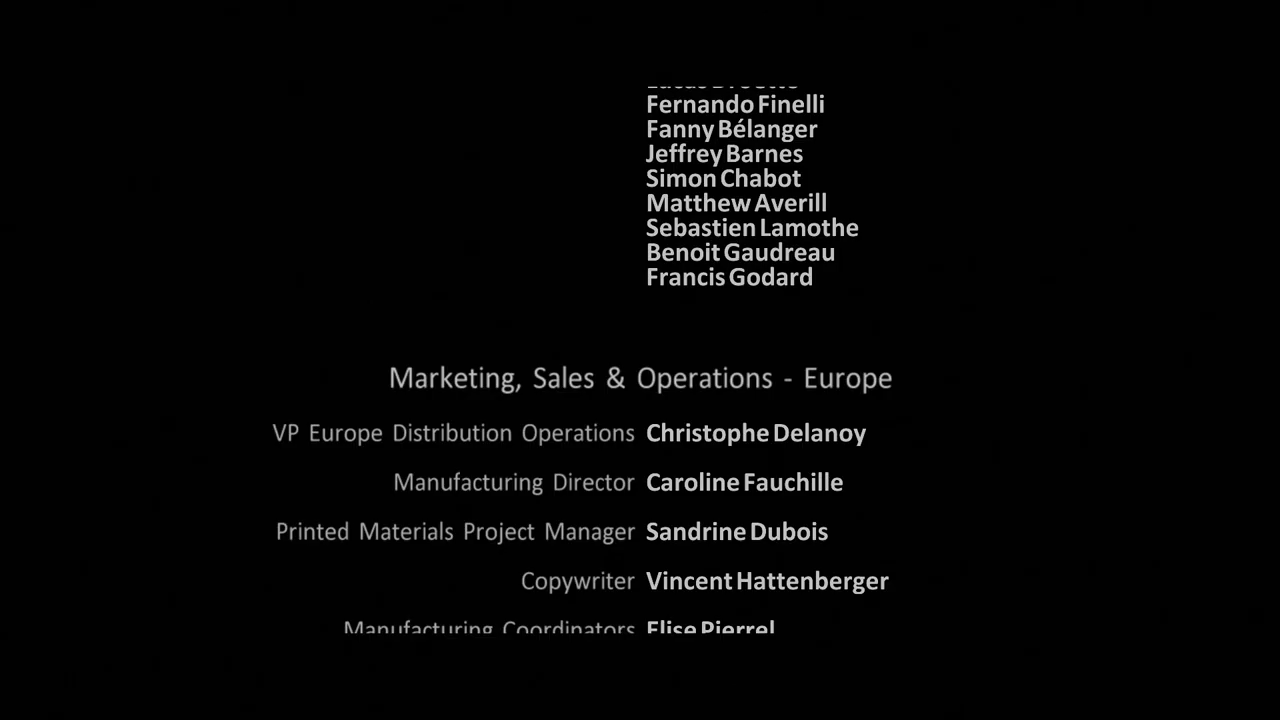 Fernando Finelli
Fanny Bélanger
Jeffrey Barnes
Simon Chabot
Matthew Averill
Sebastien Lamothe
Benoit Gaudreau
Francis Godard
Marketing, Sales & Operations - Europe
VP Europe Distribution Operations Christophe Delanoy
Manufacturing Director Caroline Fauchille
Printed Materials Project Manager Sandrine Dubois
Copywriter Vincent Hattenberger
Manufacturing Coordinators Elise Pierrel